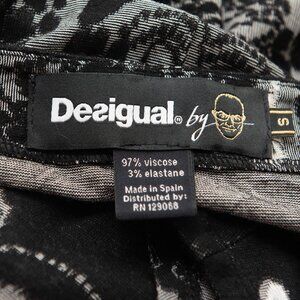 Desigual® by
S
97% viscose
3% elastane
Made in Spain
Distributed by:
RN 129068